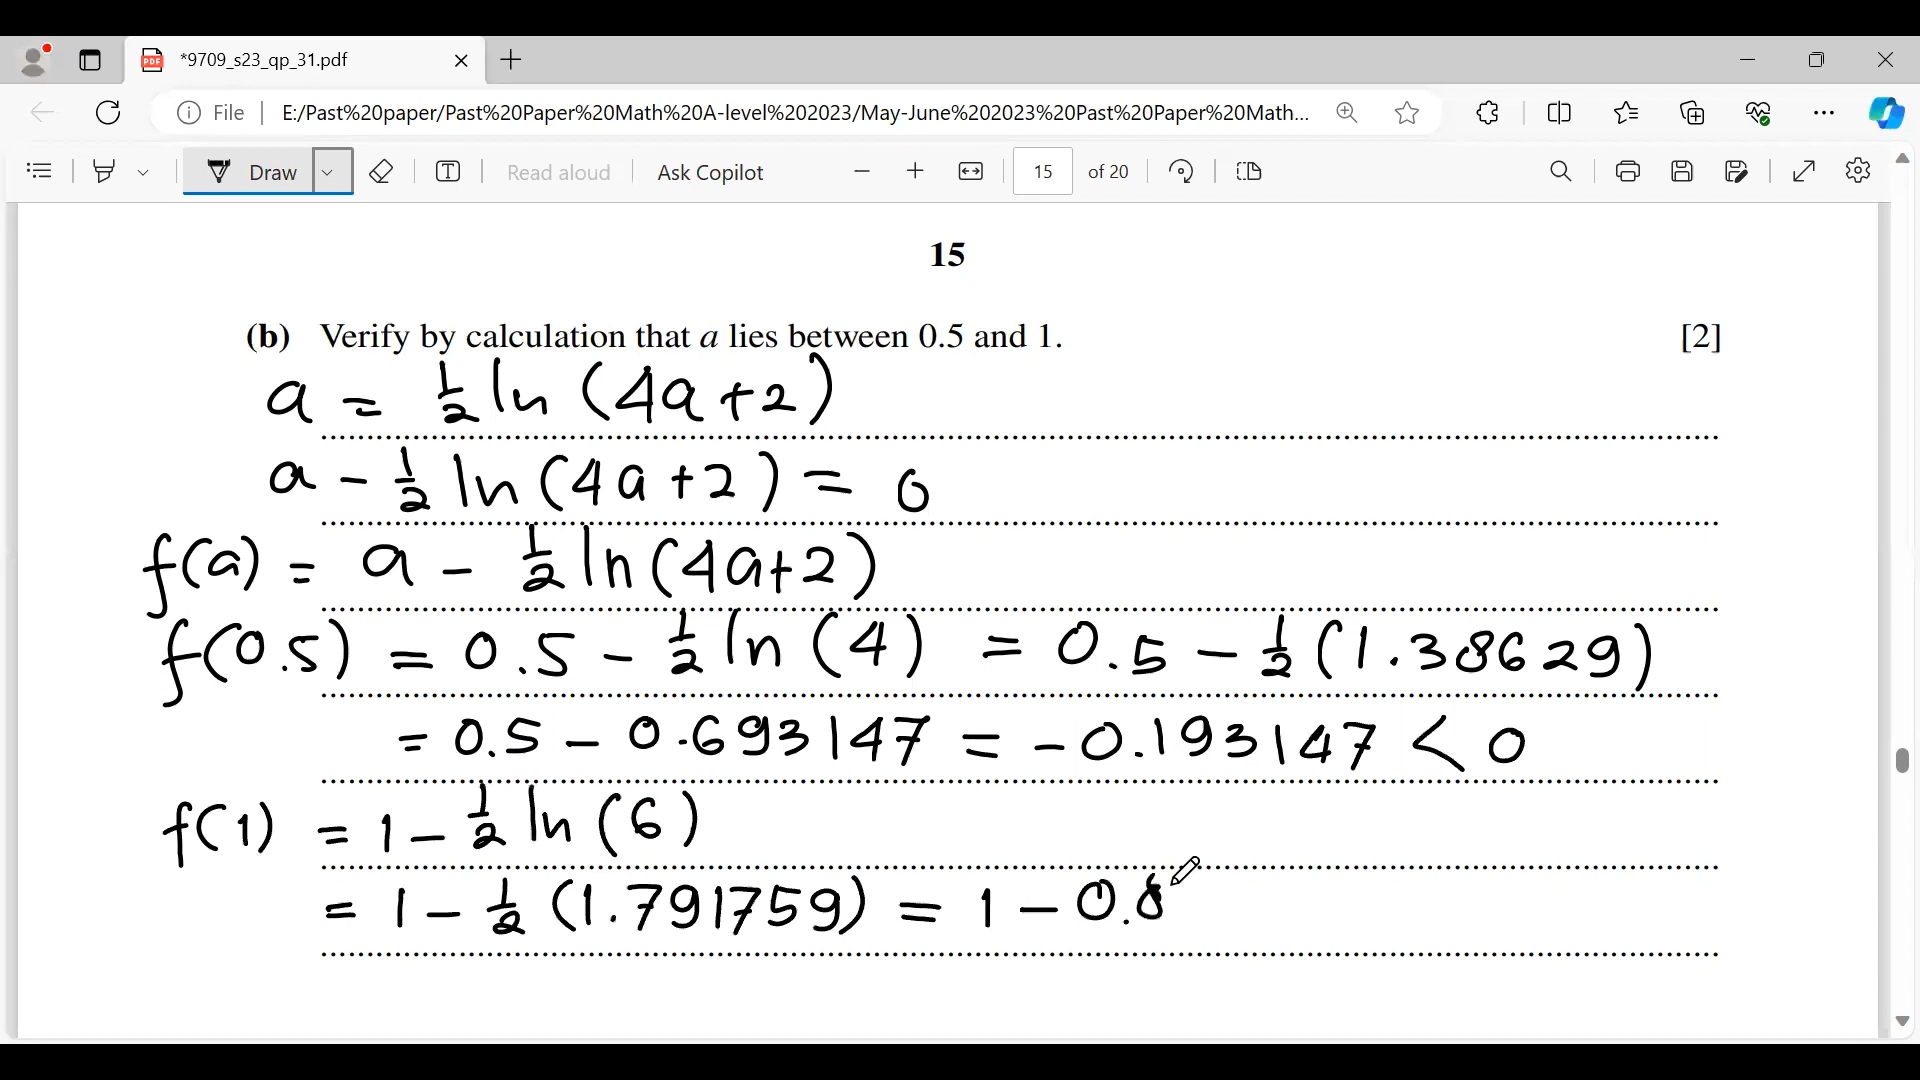 *9709_s23_qp_31.pdf
File
E:/Past%20paper/Past%20Paper%20Math%20A-level%202023/May-June%202023%20Past%20Paper%20Math...
Draw
Read aloud
Ask Copilot
15 of 20
15
(b) Verify by calculation that a lies between 0.5 and 1. [2]
a = 1/2 ln (4a+2)
a - 1/2 ln (4a+2) = 0
f(a) = a - 1/2 ln(4a+2)
f(0.5) = 0.5 - 1/2 ln (4) = 0.5 - 1/2 (1.38629)
= 0.5 - 0.693147 = -0.193147 < 0
f(1) = 1 - 1/2 ln (6)
= 1 - 1/2 (1.791759) = 1 - 0.8